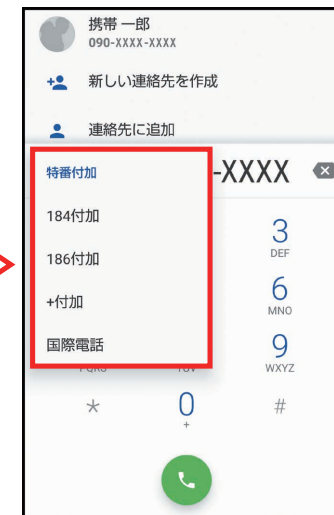 携帯 一郎
090-XXXX-XXXX
新しい連絡先を作成
連絡先に追加
特番付加
-XXXX
184付加
3
DEF
186付加
6
MNO
+付加
9
国際電話
WXYZ
* 0 #
+